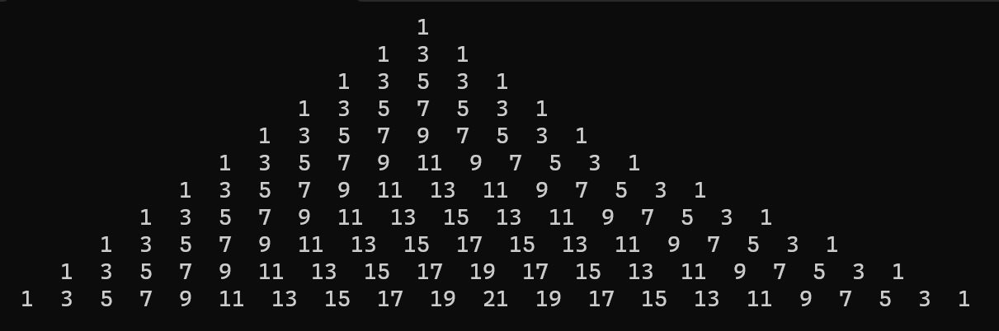 1
1 3 1
1 3 5 3 1
1 3 5 7 5 3 1
1 3 5 7 9 7 5 3 1
1 3 5 7 9 11 9 7 5 3 1
1 3 5 7 9 11 13 11 9 7 5 3 1
1 3 5 7 9 11 13 15 13 11 9 7 5 3 1
1 3 5 7 9 11 13 15 17 15 13 11 9 7 5 3 1
1 3 5 7 9 11 13 15 17 19 17 15 13 11 9 7 5 3 1
1 3 5 7 9 11 13 15 17 19 21 19 17 15 13 11 9 7 5 3 1